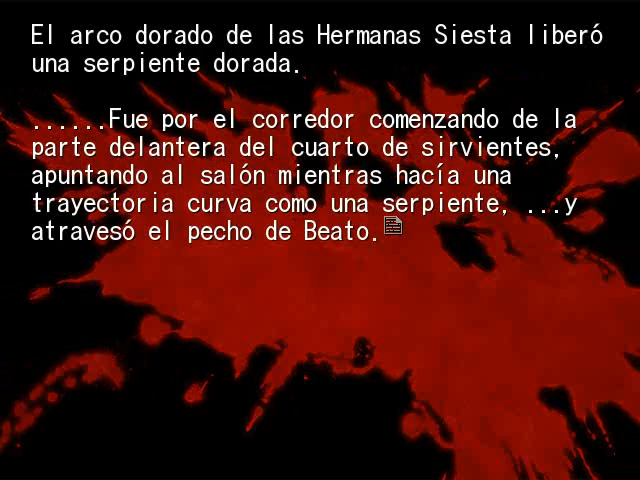 El arco dorado de las Hermanas Siesta liberó
una serpiente dorada.
......Fue por el corredor comenzando de la
parte delantera del cuarto de sirvientes,
apuntando al salón mientras hacía una
trayectoria curva como una serpiente, ...y
atravesó el pecho de Beato.